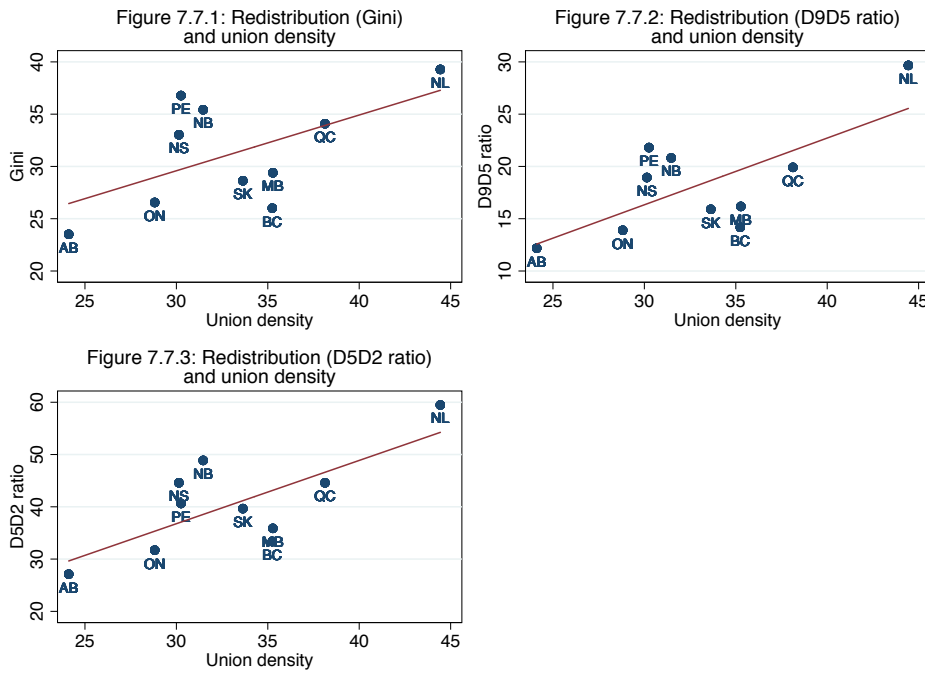 Figure 7.7.1: Redistribution (Gini)
and union density
Gini
40
35
30
25
20
NL
PE
NB
QC
NS
MB
SK
BC
ON
AB
25 30 35 40 45
Union density
Figure 7.7.2: Redistribution (D9D5 ratio)
and union density
D9D5 ratio
30
25
20
15
10
NL
PE
NB
QC
NS
MB
SK
BC
ON
AB
25 30 35 40 45
Union density
Figure 7.7.3: Redistribution (D5D2 ratio)
and union density
D5D2 ratio
60
50
40
30
20
NL
NB
NS
QC
PE
SK
MB
BC
ON
AB
25 30 35 40 45
Union density